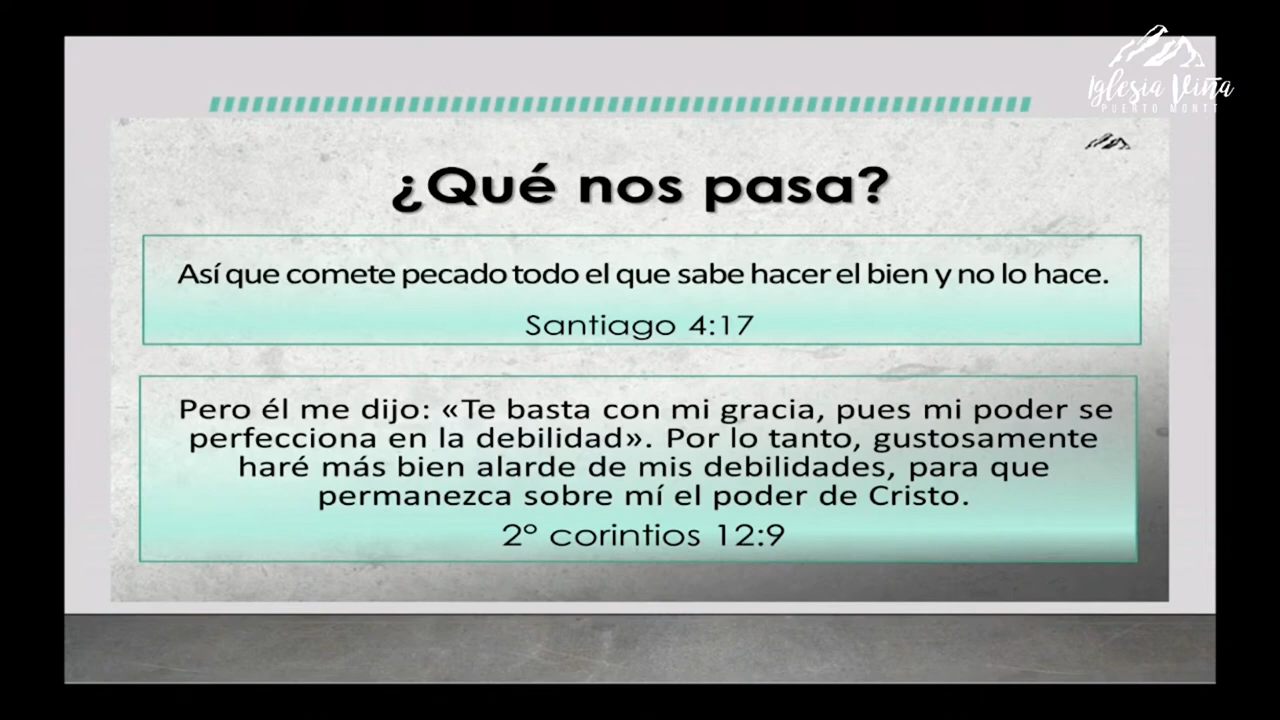 Iglesia Viña
PUERTO MONTT
¿Qué nos pasa?
Así que comete pecado todo el que sabe hacer el bien y no lo hace.
Santiago 4:17
Pero él me dijo: «Te basta con mi gracia, pues mi poder se
perfecciona en la debilidad». Por lo tanto, gustosamente
haré más bien alarde de mis debilidades, para que
permanezca sobre mí el poder de Cristo.
2° corintios 12:9